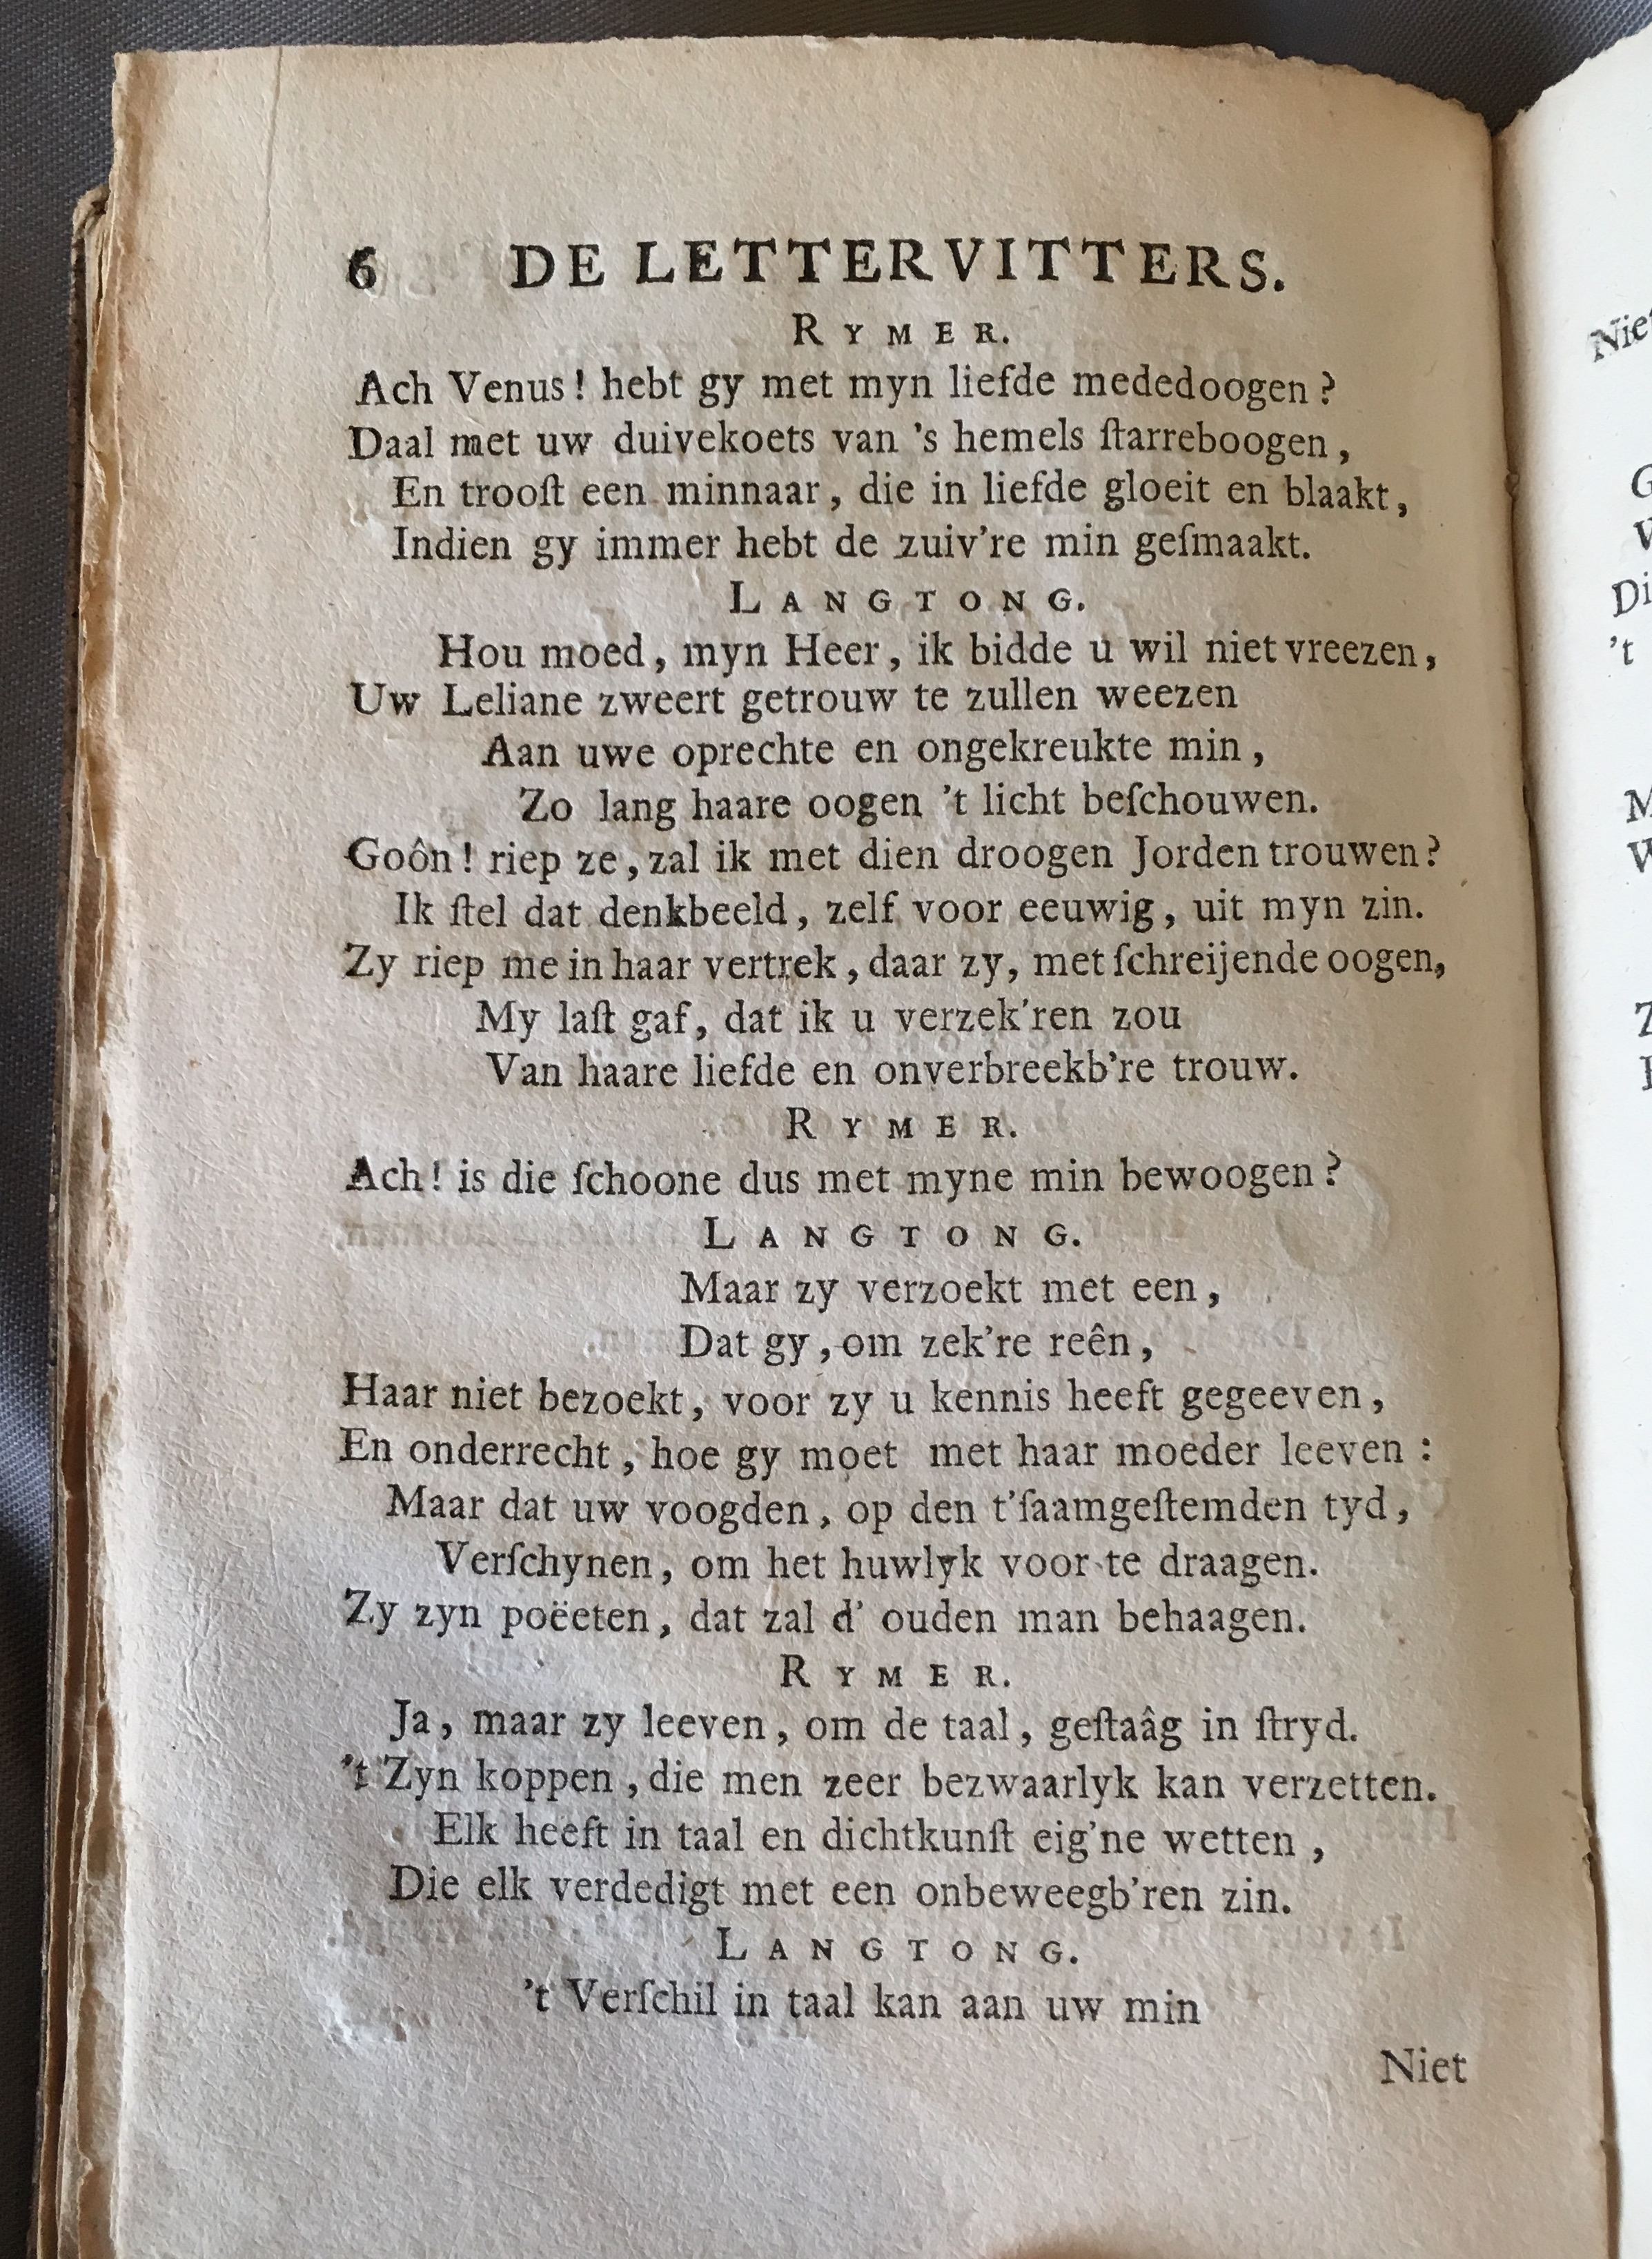 6 DE LETTERVITTERS.
RYMER.
Ach Venus! hebt gy met myn liefde mededoogen?
Daal met uw duivekoets van 's hemels ſtarreboogen,
En trooſt een minnaar, die in liefde gloeit en blaakt,
Indien gy immer hebt de zuiv're min geſmaakt.
LANGTONG.
Hou moed, myn Heer, ik bidde u wil niet vreezen,
Uw Leliane zweert getrouw te zullen weezen
Aan uwe oprechte en ongekreukte min,
Zo lang haare oogen 't licht beſchouwen.
Goôn! riep ze, zal ik met dien droogen Jorden trouwen?
Ik ſtel dat denkbeeld, zelf voor eeuwig, uit myn zin.
Zy riep me in haar vertrek, daar zy, met ſchreijende oogen,
My laſt gaf, dat ik u verzek'ren zou
Van haare liefde en onverbreekb're trouw.
RYMER.
Ach! is die ſchoone dus met myne min bewoogen?
LANGTONG.
Maar zy verzoekt met een,
Dat gy, om zek're reên,
Haar niet bezoekt, voor zy u kennis heeft gegeeven,
En onderrecht, hoe gy moet met haar moeder leeven:
Maar dat uw voogden, op den t'ſaamgeſtemden tyd,
Verſchynen, om het huwlyk voor te draagen.
Zy zyn poëeten, dat zal d' ouden man behaagen.
RYMER.
Ja, maar zy leeven, om de taal, geſtaâg in ſtryd.
't Zyn koppen, die men zeer bezwaarlyk kan verzetten.
Elk heeft in taal en dichtkunſt eig'ne wetten,
Die elk verdedigt met een onbeweegb'ren zin.
LANGTONG.
't Verſchil in taal kan aan uw min
Niet